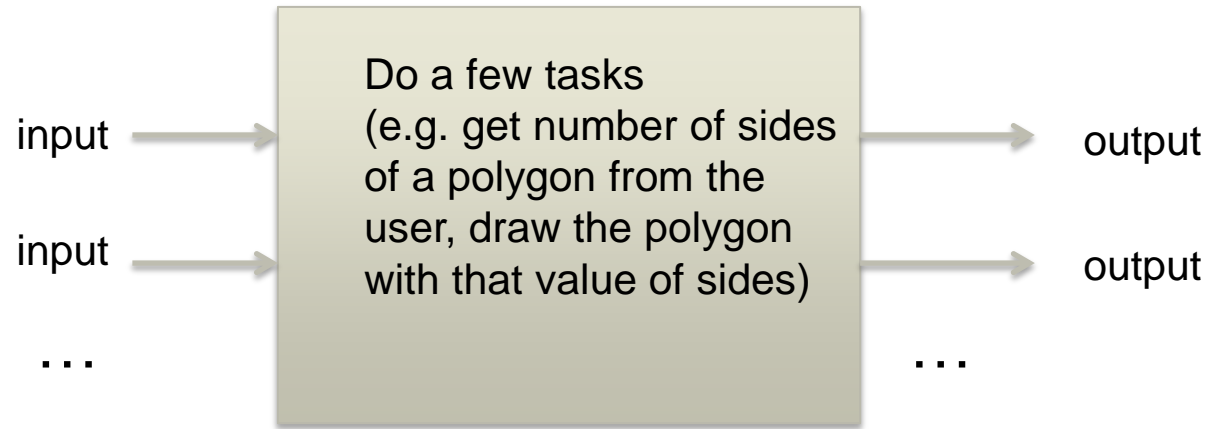 input
input
...
Do a few tasks
(e.g. get number of sides
of a polygon from the
user, draw the polygon
with that value of sides)
output
output
...